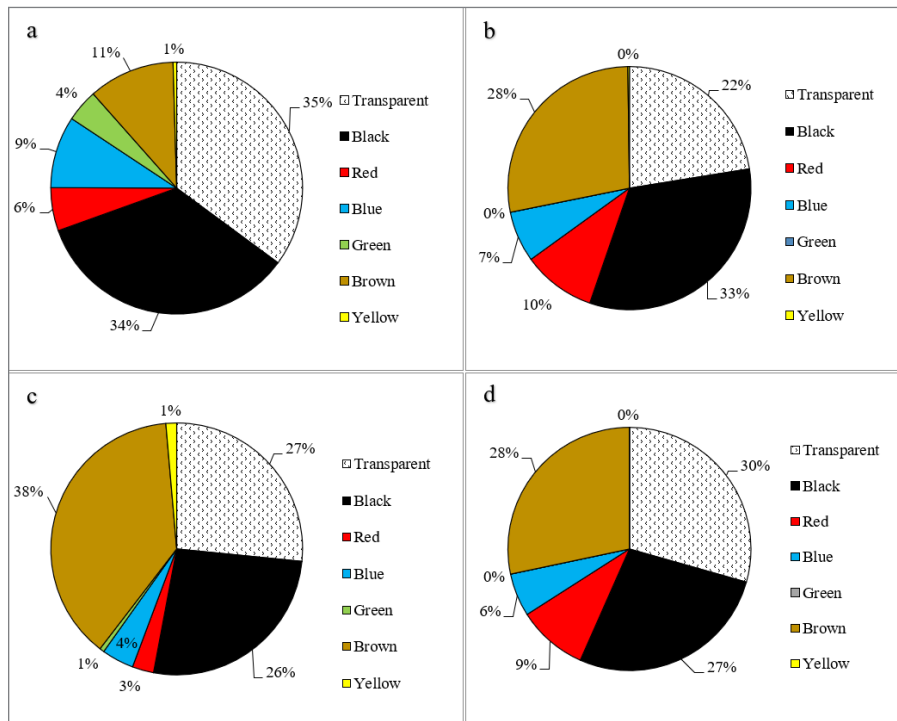 a
11%
1%
4%
9%
6%
34%
35%
Transparent
Black
Red
Blue
Green
Brown
Yellow
b
0%
28%
22%
0%
7%
10%
33%
Transparent
Black
Red
Blue
Green
Brown
Yellow
c
1%
27%
38%
4%
1%
3%
26%
Transparent
Black
Red
Blue
Green
Brown
Yellow
d
0%
28%
30%
0%
6%
9%
27%
Transparent
Black
Red
Blue
Green
Brown
Yellow